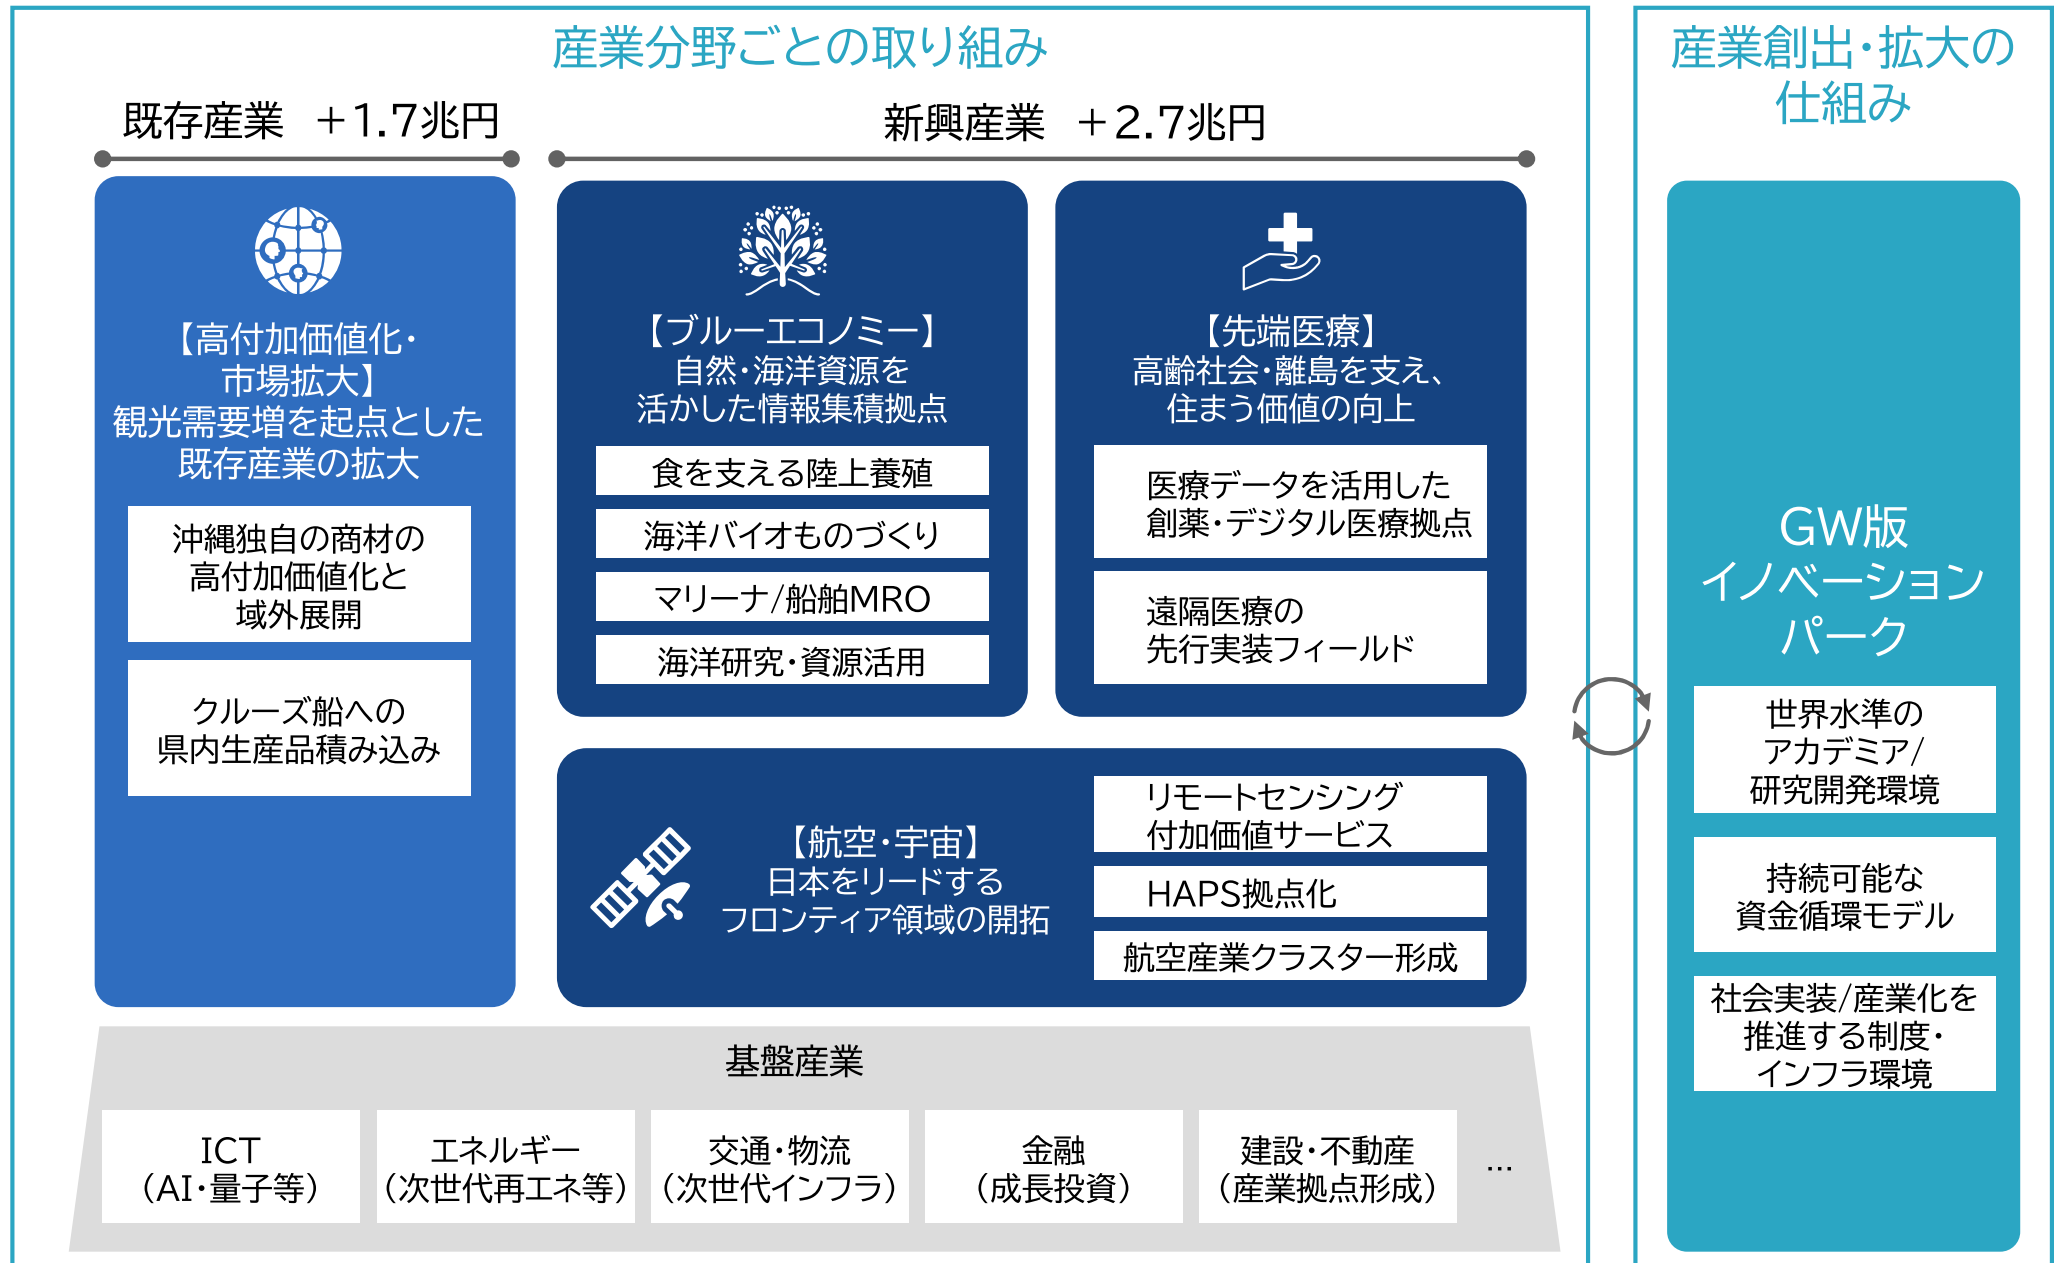 産業分野ごとの取り組み
既存産業 ＋1.7兆円
【高付加価値化・
市場拡大】
観光需要増を起点とした
既存産業の拡大
沖縄独自の商材の
高付加価値化と
域外展開
クルーズ船への
県内生産品積み込み
新興産業 ＋2.7兆円
【ブルーエコノミー】
自然・海洋資源を
活かした情報集積拠点
食を支える陸上養殖
海洋バイオものづくり
マリーナ/船舶MRO
海洋研究・資源活用
【先端医療】
高齢社会・離島を支え、
住まう価値の向上
医療データを活用した
創薬・デジタル医療拠点
遠隔医療の
先行実装フィールド
【航空・宇宙】
日本をリードする
フロンティア領域の開拓
リモートセンシング
付加価値サービス
HAPS拠点化
航空産業クラスター形成
基盤産業
ICT
（AI・量子等）
エネルギー
（次世代再エネ等）
交通・物流
（次世代インフラ）
金融
（成長投資）
建設・不動産
（産業拠点形成）
…
産業創出・拡大の
仕組み
GW版
イノベーション
パーク
世界水準の
アカデミア/
研究開発環境
持続可能な
資金循環モデル
社会実装/産業化を
推進する制度・
インフラ環境